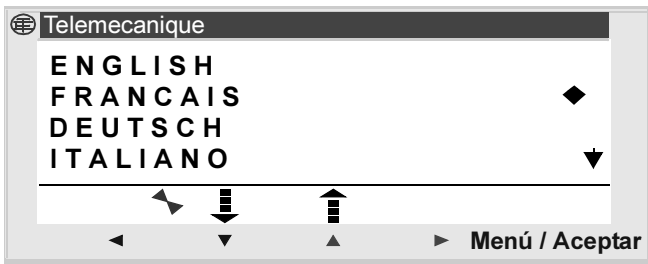 Telemecanique
ENGLISH
FRANCAIS
DEUTSCH
ITALIANO
Menú / Aceptar